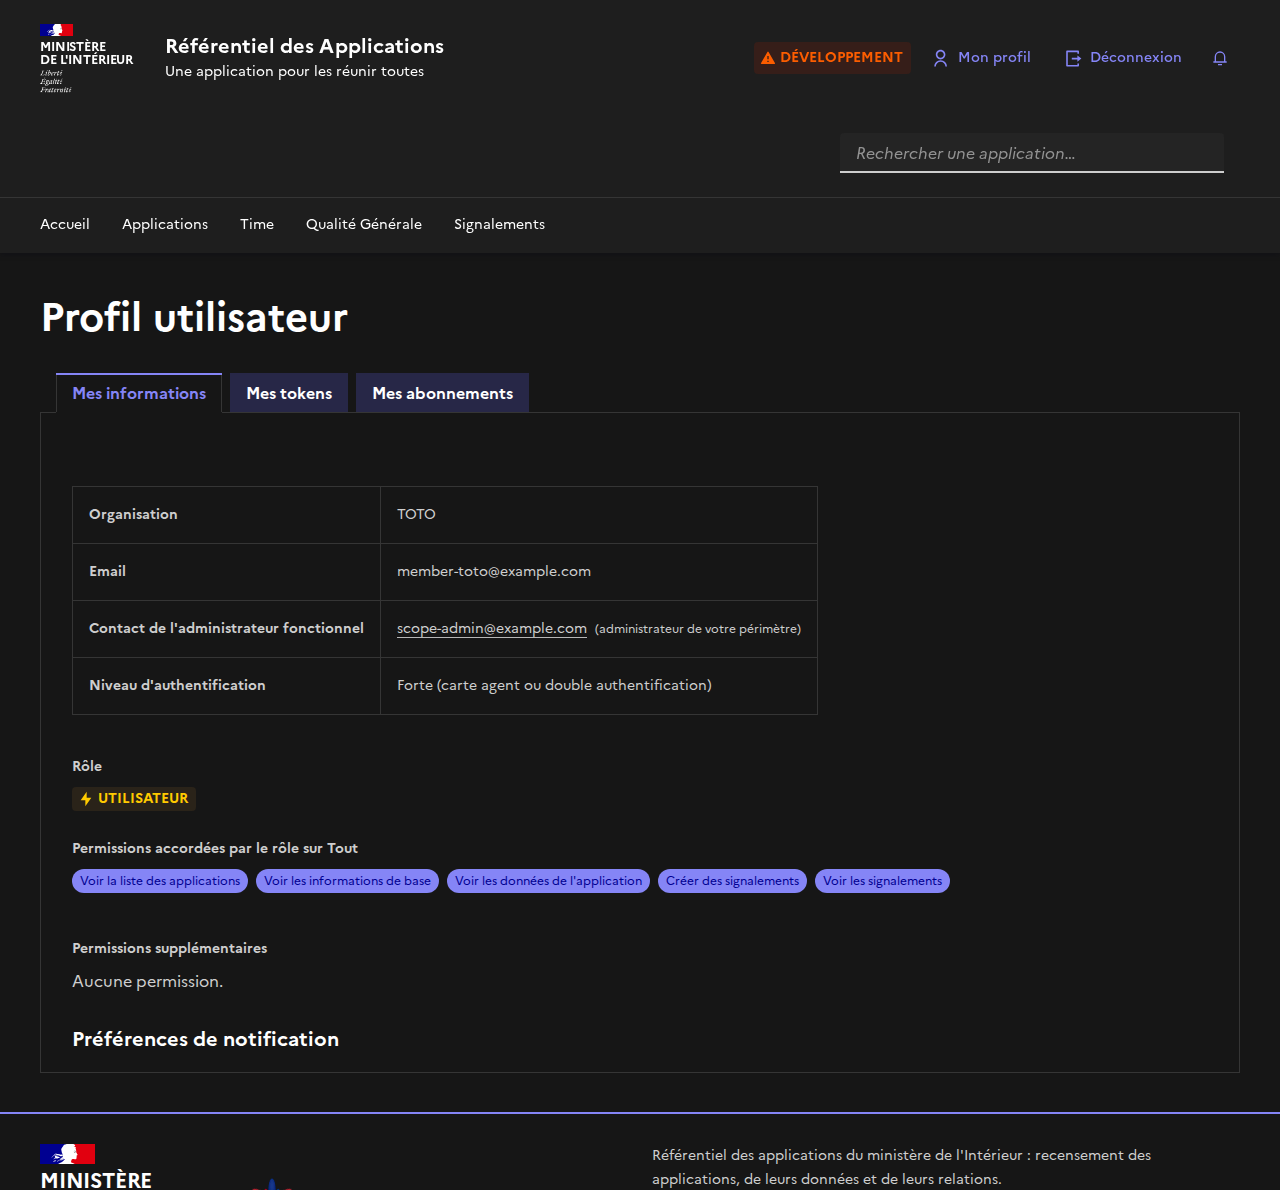 MINISTÈRE
DE L'INTÉRIEUR
Liberté
Égalité
Fraternité
Référentiel des Applications
Une application pour les réunir toutes
DÉVELOPPEMENT
Mon profil
Déconnexion
Rechercher une application…
Accueil
Applications
Time
Qualité Générale
Signalements
Profil utilisateur
Mes informations
Mes tokens
Mes abonnements
Organisation
TOTO
Email
member-toto@example.com
Contact de l'administrateur fonctionnel
scope-admin@example.com (administrateur de votre périmètre)
Niveau d'authentification
Forte (carte agent ou double authentification)
Rôle
UTILISATEUR
Permissions accordées par le rôle sur Tout
Voir la liste des applications
Voir les informations de base
Voir les données de l'application
Créer des signalements
Voir les signalements
Permissions supplémentaires
Aucune permission.
Préférences de notification
MINISTÈRE
Référentiel des applications du ministère de l'Intérieur : recensement des
applications, de leurs données et de leurs relations.